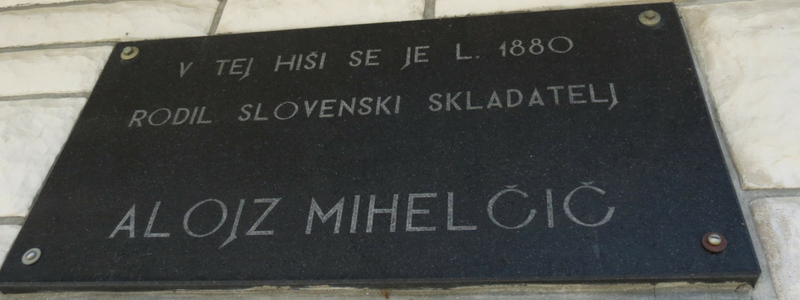 V TEJ HIŠI SE JE L. 1880
RODIL SLOVENSKI SKLADATELJ
ALOJZ MIHELČIČ